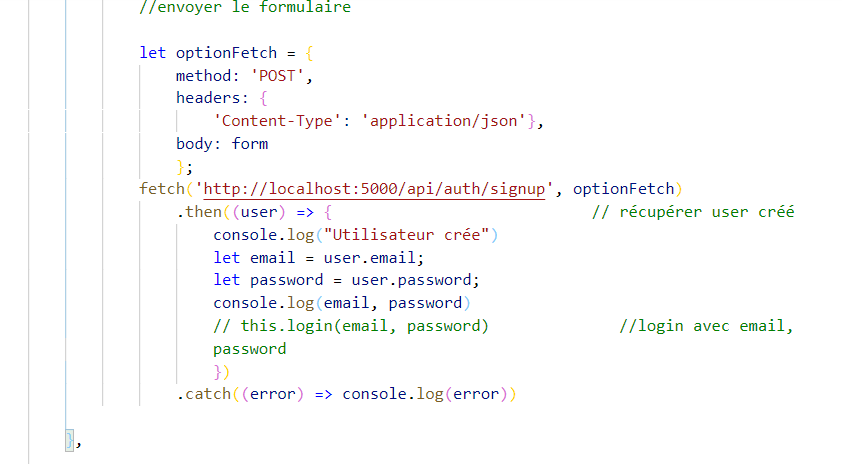 //envoyer le formulaire
let optionFetch = {
method: 'POST',
headers: {
'Content-Type': 'application/json'},
body: form
};
fetch('http://localhost:5000/api/auth/signup', optionFetch)
.then((user) => { // récupérer user créé
console.log("Utilisateur crée")
let email = user.email;
let password = user.password;
console.log(email, password)
// this.login(email, password) //login avec email,
password
})
.catch((error) => console.log(error))
},